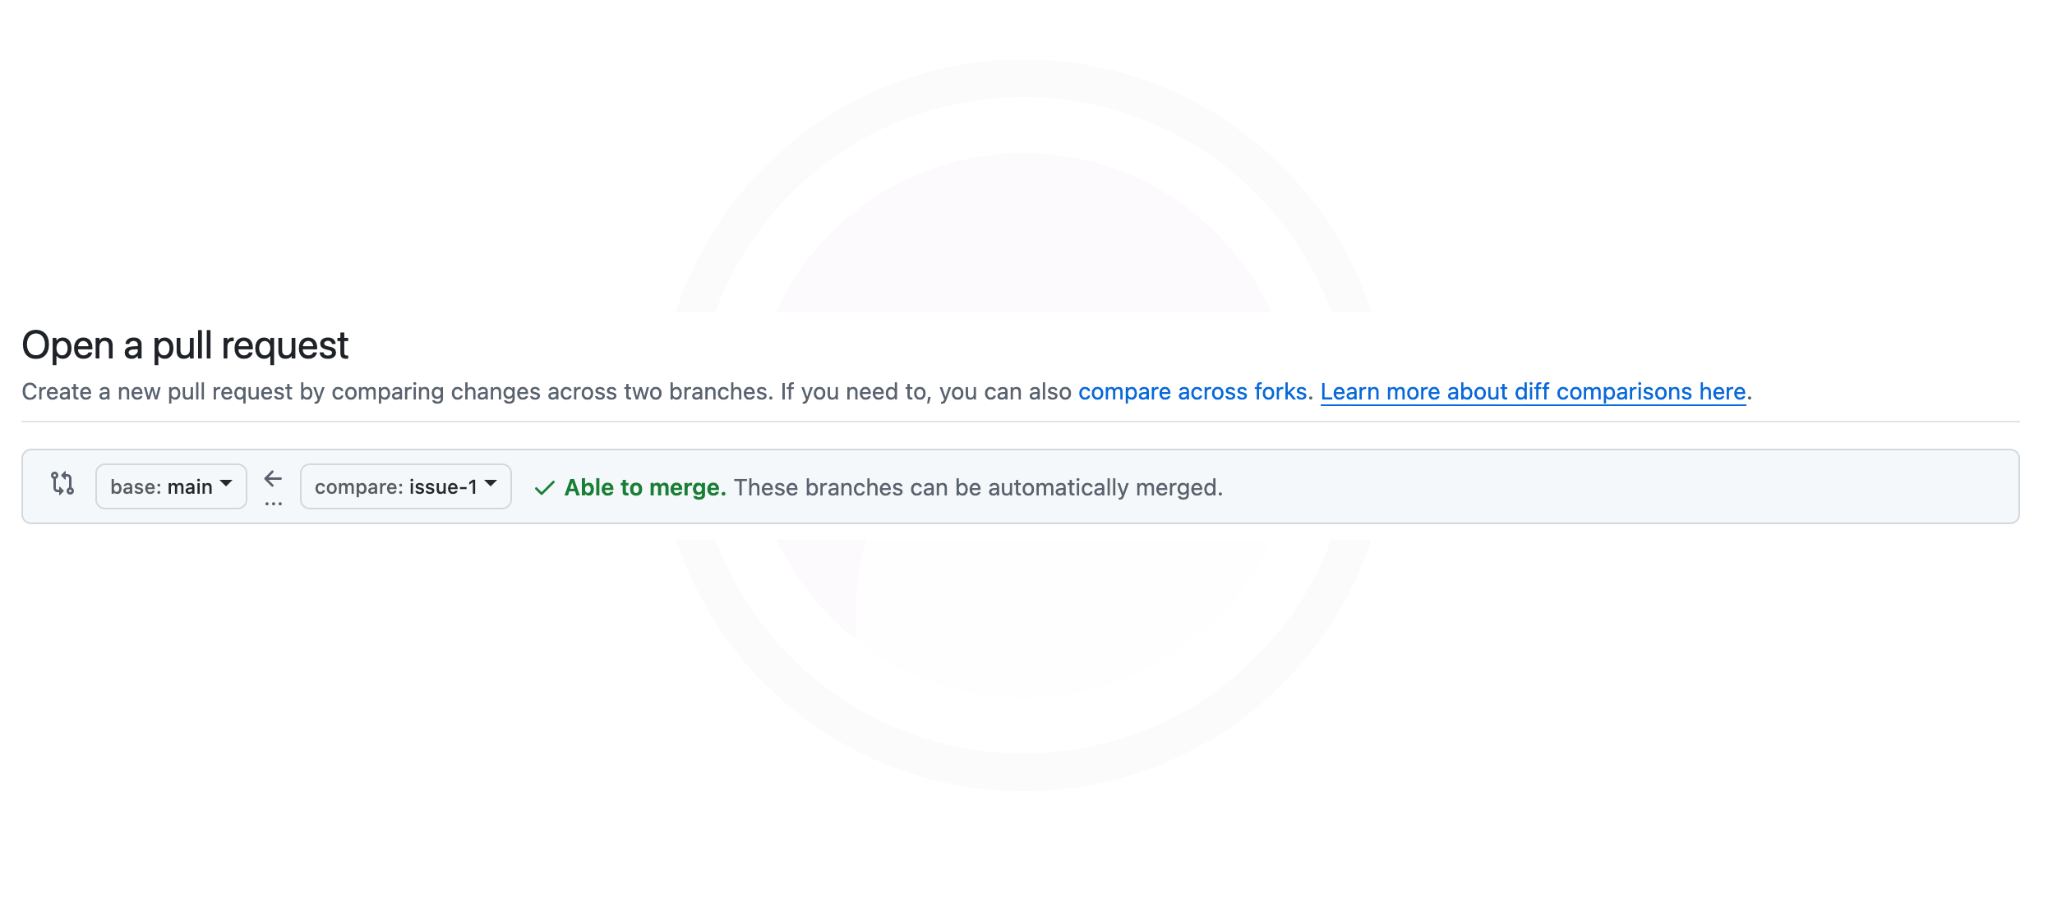 Open a pull request
Create a new pull request by comparing changes across two branches. If you need to, you can also compare across forks. Learn more about diff comparisons here.
base: main ← ... compare: issue-1 ✓ Able to merge. These branches can be automatically merged.